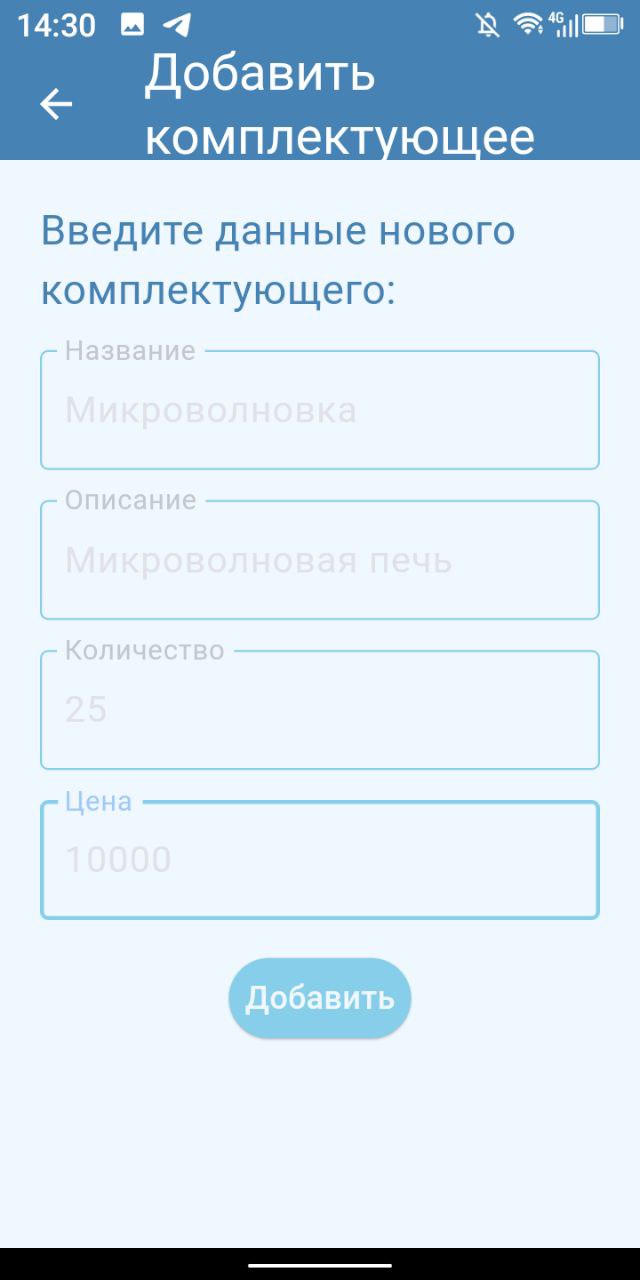 14:30
4G
Добавить
комплектующее
Введите данные нового
комплектующего:
Название
Микроволновка
Описание
Микроволновая печь
Количество
25
Цена
10000
Добавить